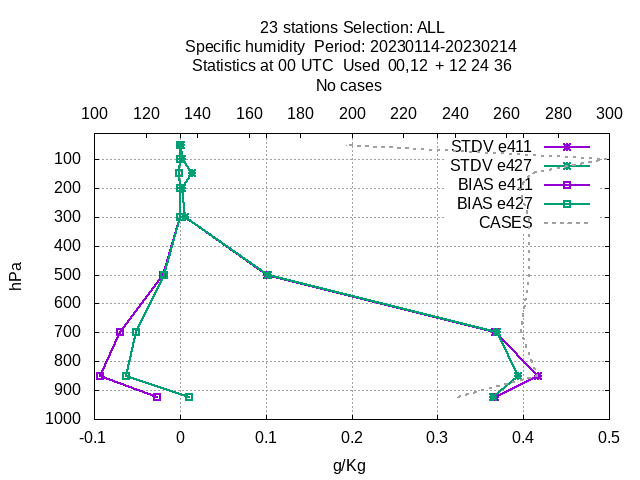 23 stations Selection: ALL
Specific humidity  Period: 20230114-20230214
Statistics at 00 UTC  Used  00,12  + 12 24 36
No cases
100 120 140 160 180 200 220 240 260 280 300
STDV e411
STDV e427
BIAS e411
BIAS e427
CASES
hPa
100
200
300
400
500
600
700
800
900
1000
-0.1 0 0.1 0.2 0.3 0.4 0.5
g/Kg